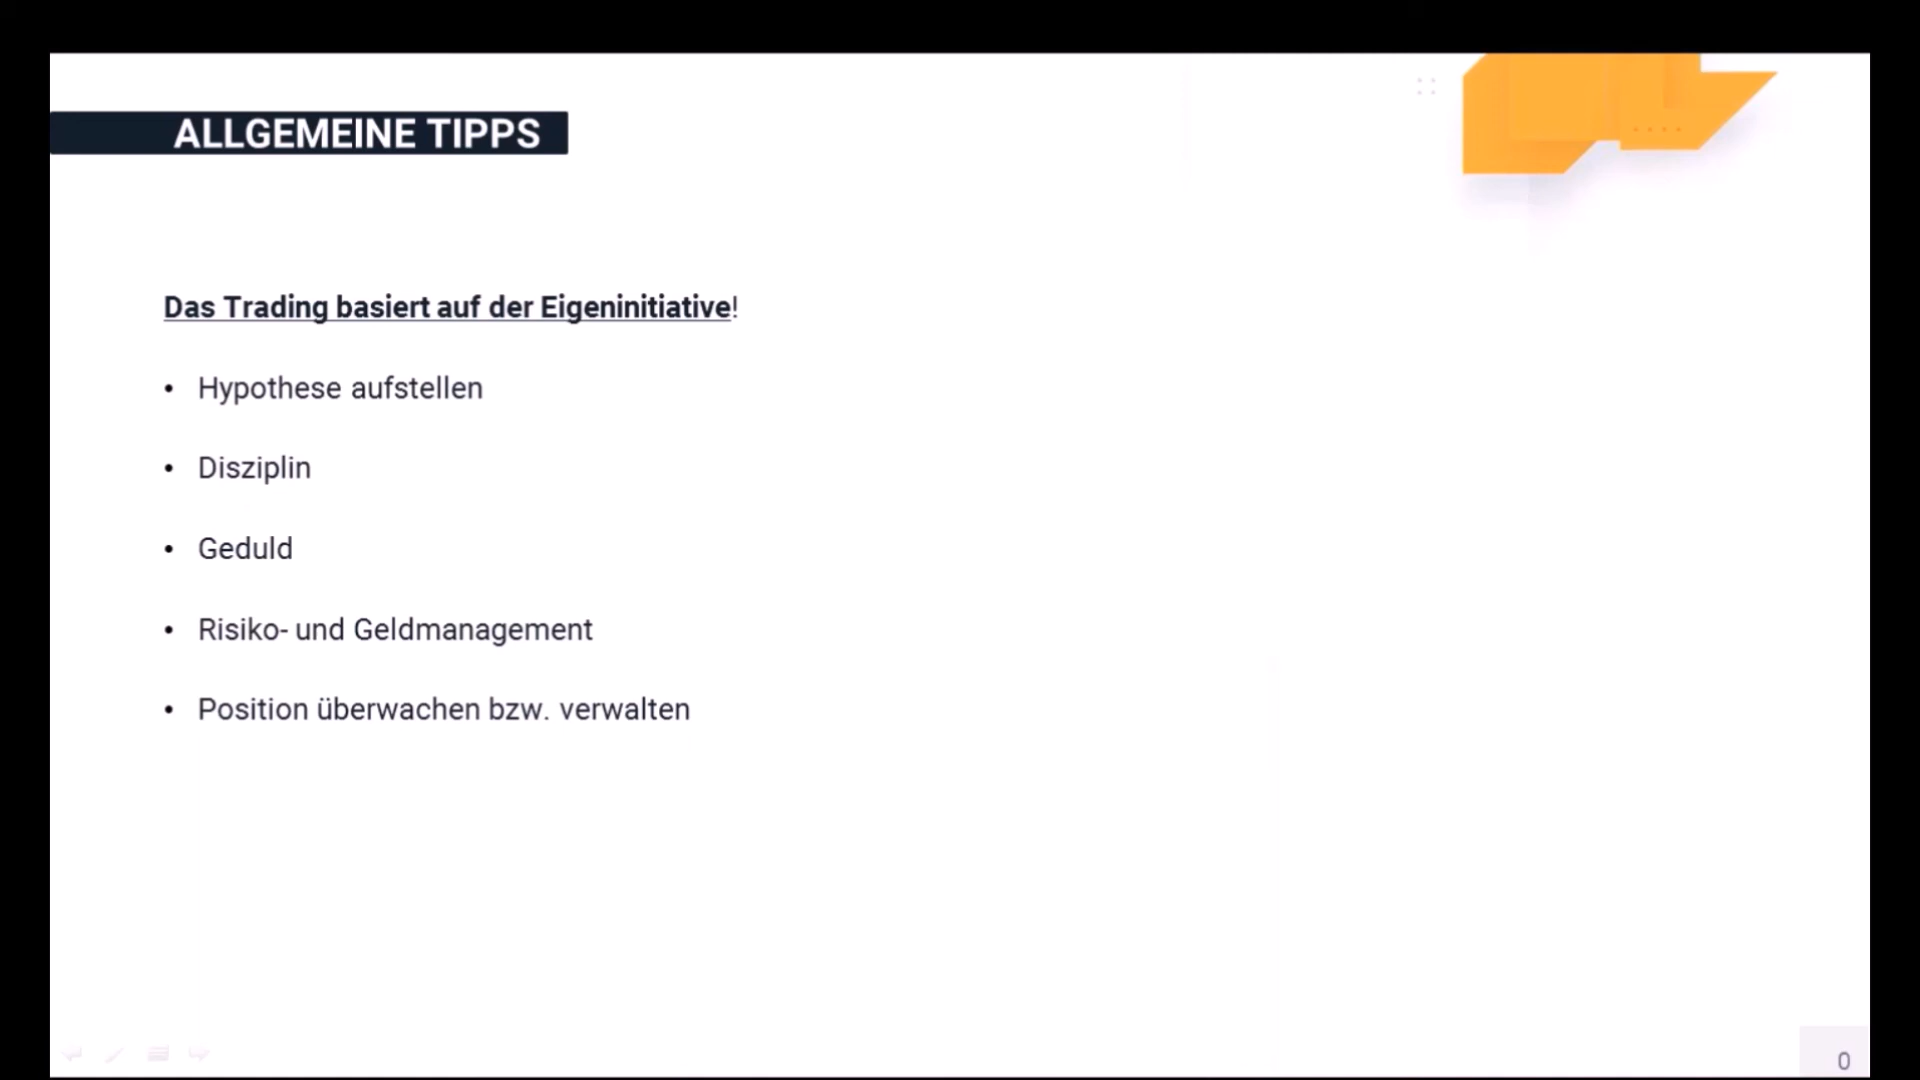 ALLGEMEINE TIPPS
Das Trading basiert auf der Eigeninitiative!
• Hypothese aufstellen
• Disziplin
• Geduld
• Risiko- und Geldmanagement
• Position überwachen bzw. verwalten
0